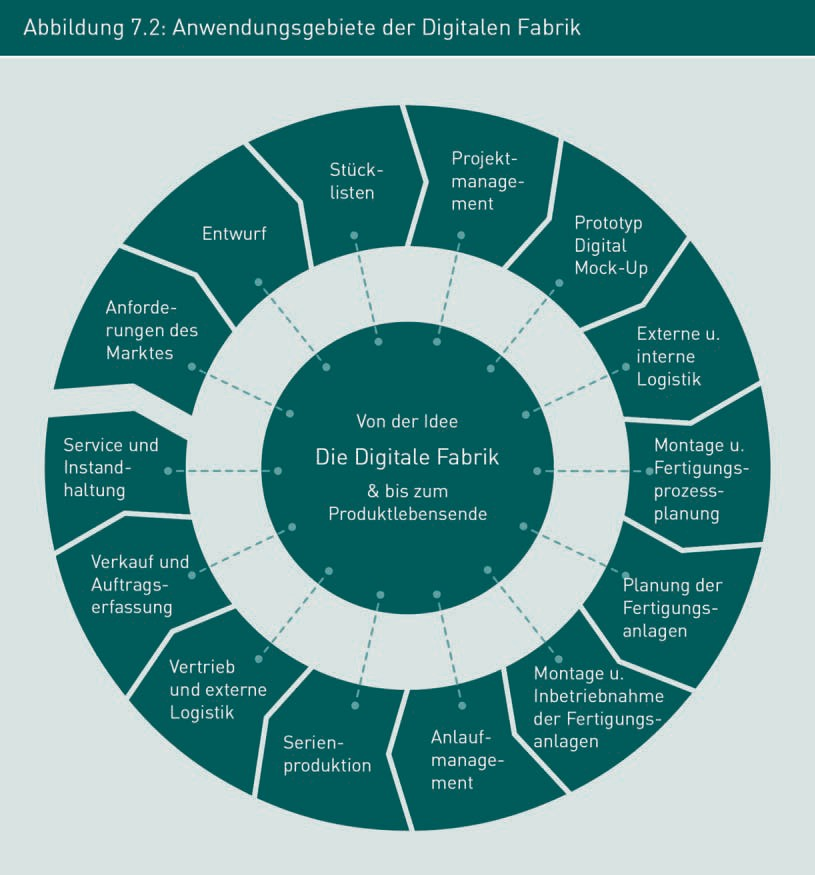 Abbildung 7.2: Anwendungsgebiete der Digitalen Fabrik
Anforde-
rungen des
Marktes
Entwurf
Stück-
listen
Projekt-
manage-
ment
Prototyp
Digital
Mock-Up
Externe u.
interne
Logistik
Montage u.
Fertigungs-
prozess-
planung
Planung der
Fertigungs-
anlagen
Montage u.
Inbetriebnahme
der Fertigungs-
anlagen
Anlauf-
manage-
ment
Serien-
produktion
Vertrieb
und externe
Logistik
Verkauf und
Auftrags-
erfassung
Service und
Instand-
haltung
Von der Idee
Die Digitale Fabrik
& bis zum
Produktlebensende